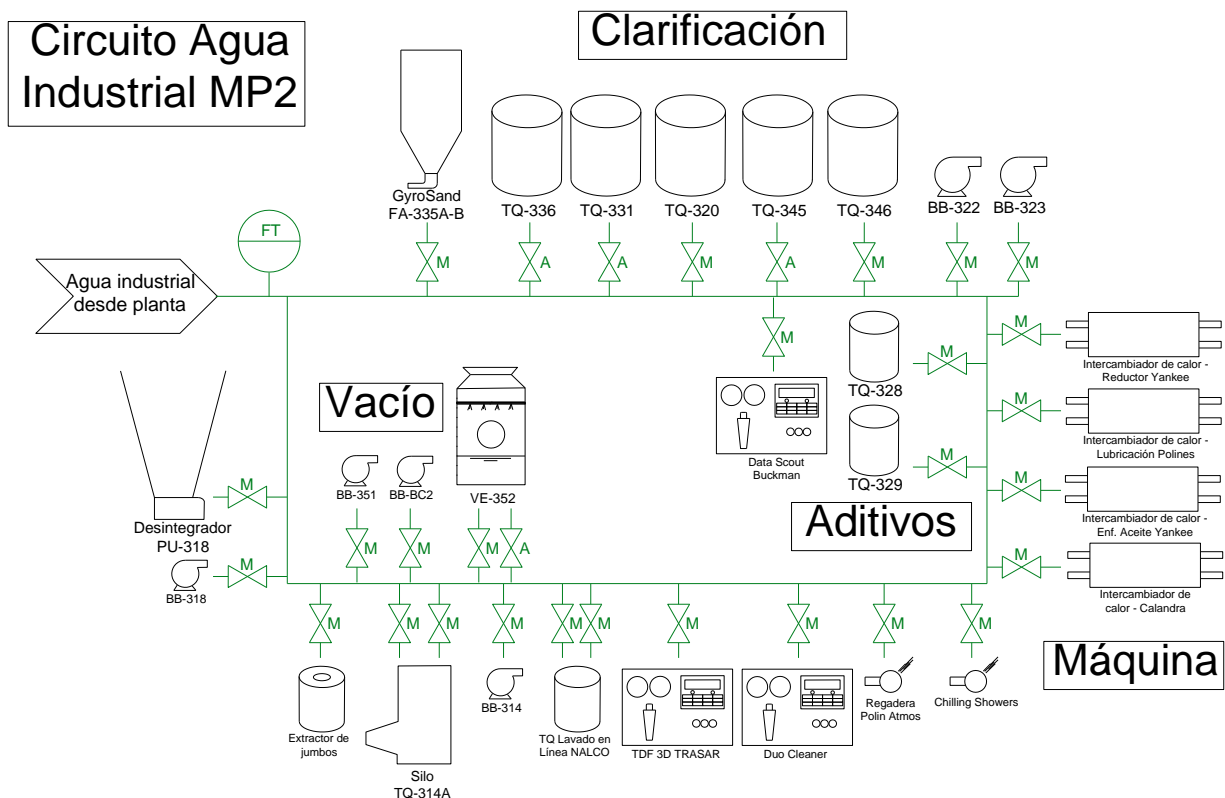 Circuito Agua
Industrial MP2
Clarificación
GyroSand
FA-335A-B
TQ-336
TQ-331
TQ-320
TQ-345
TQ-346
BB-322
BB-323
FT
M
A
A
M
A
M
M
M
Agua industrial
desde planta
M
M
M
TQ-328
Intercambiador de calor -
Reductor Yankee
Vacío
Data Scout
Buckman
M
TQ-329
M
Intercambiador de calor -
Lubricación Polines
BB-351
BB-BC2
VE-352
M
Desintegrador
PU-318
Aditivos
M
Intercambiador de calor -
Enf. Aceite Yankee
M
M
M
A
M
BB-318
M
Intercambiador de
calor - Calandra
M
M
M
M
M
M
M
M
M
M
Máquina
Extractor de
jumbos
Silo
TQ-314A
BB-314
TQ Lavado en
Línea NALCO
TDF 3D TRASAR
Duo Cleaner
Regadera
Polin Atmos
Chilling Showers